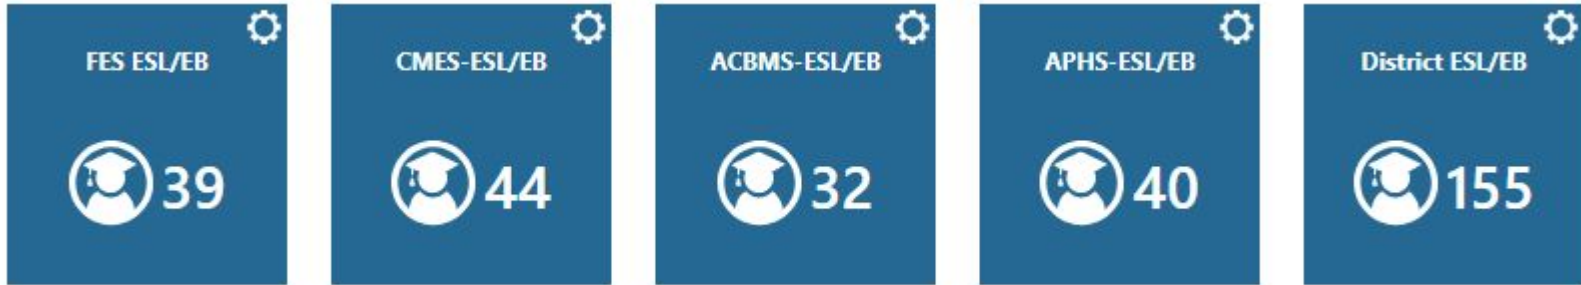 FES ESL/EB
39
CMES-ESL/EB
44
ACBMS-ESL/EB
32
APHS-ESL/EB
40
District ESL/EB
155